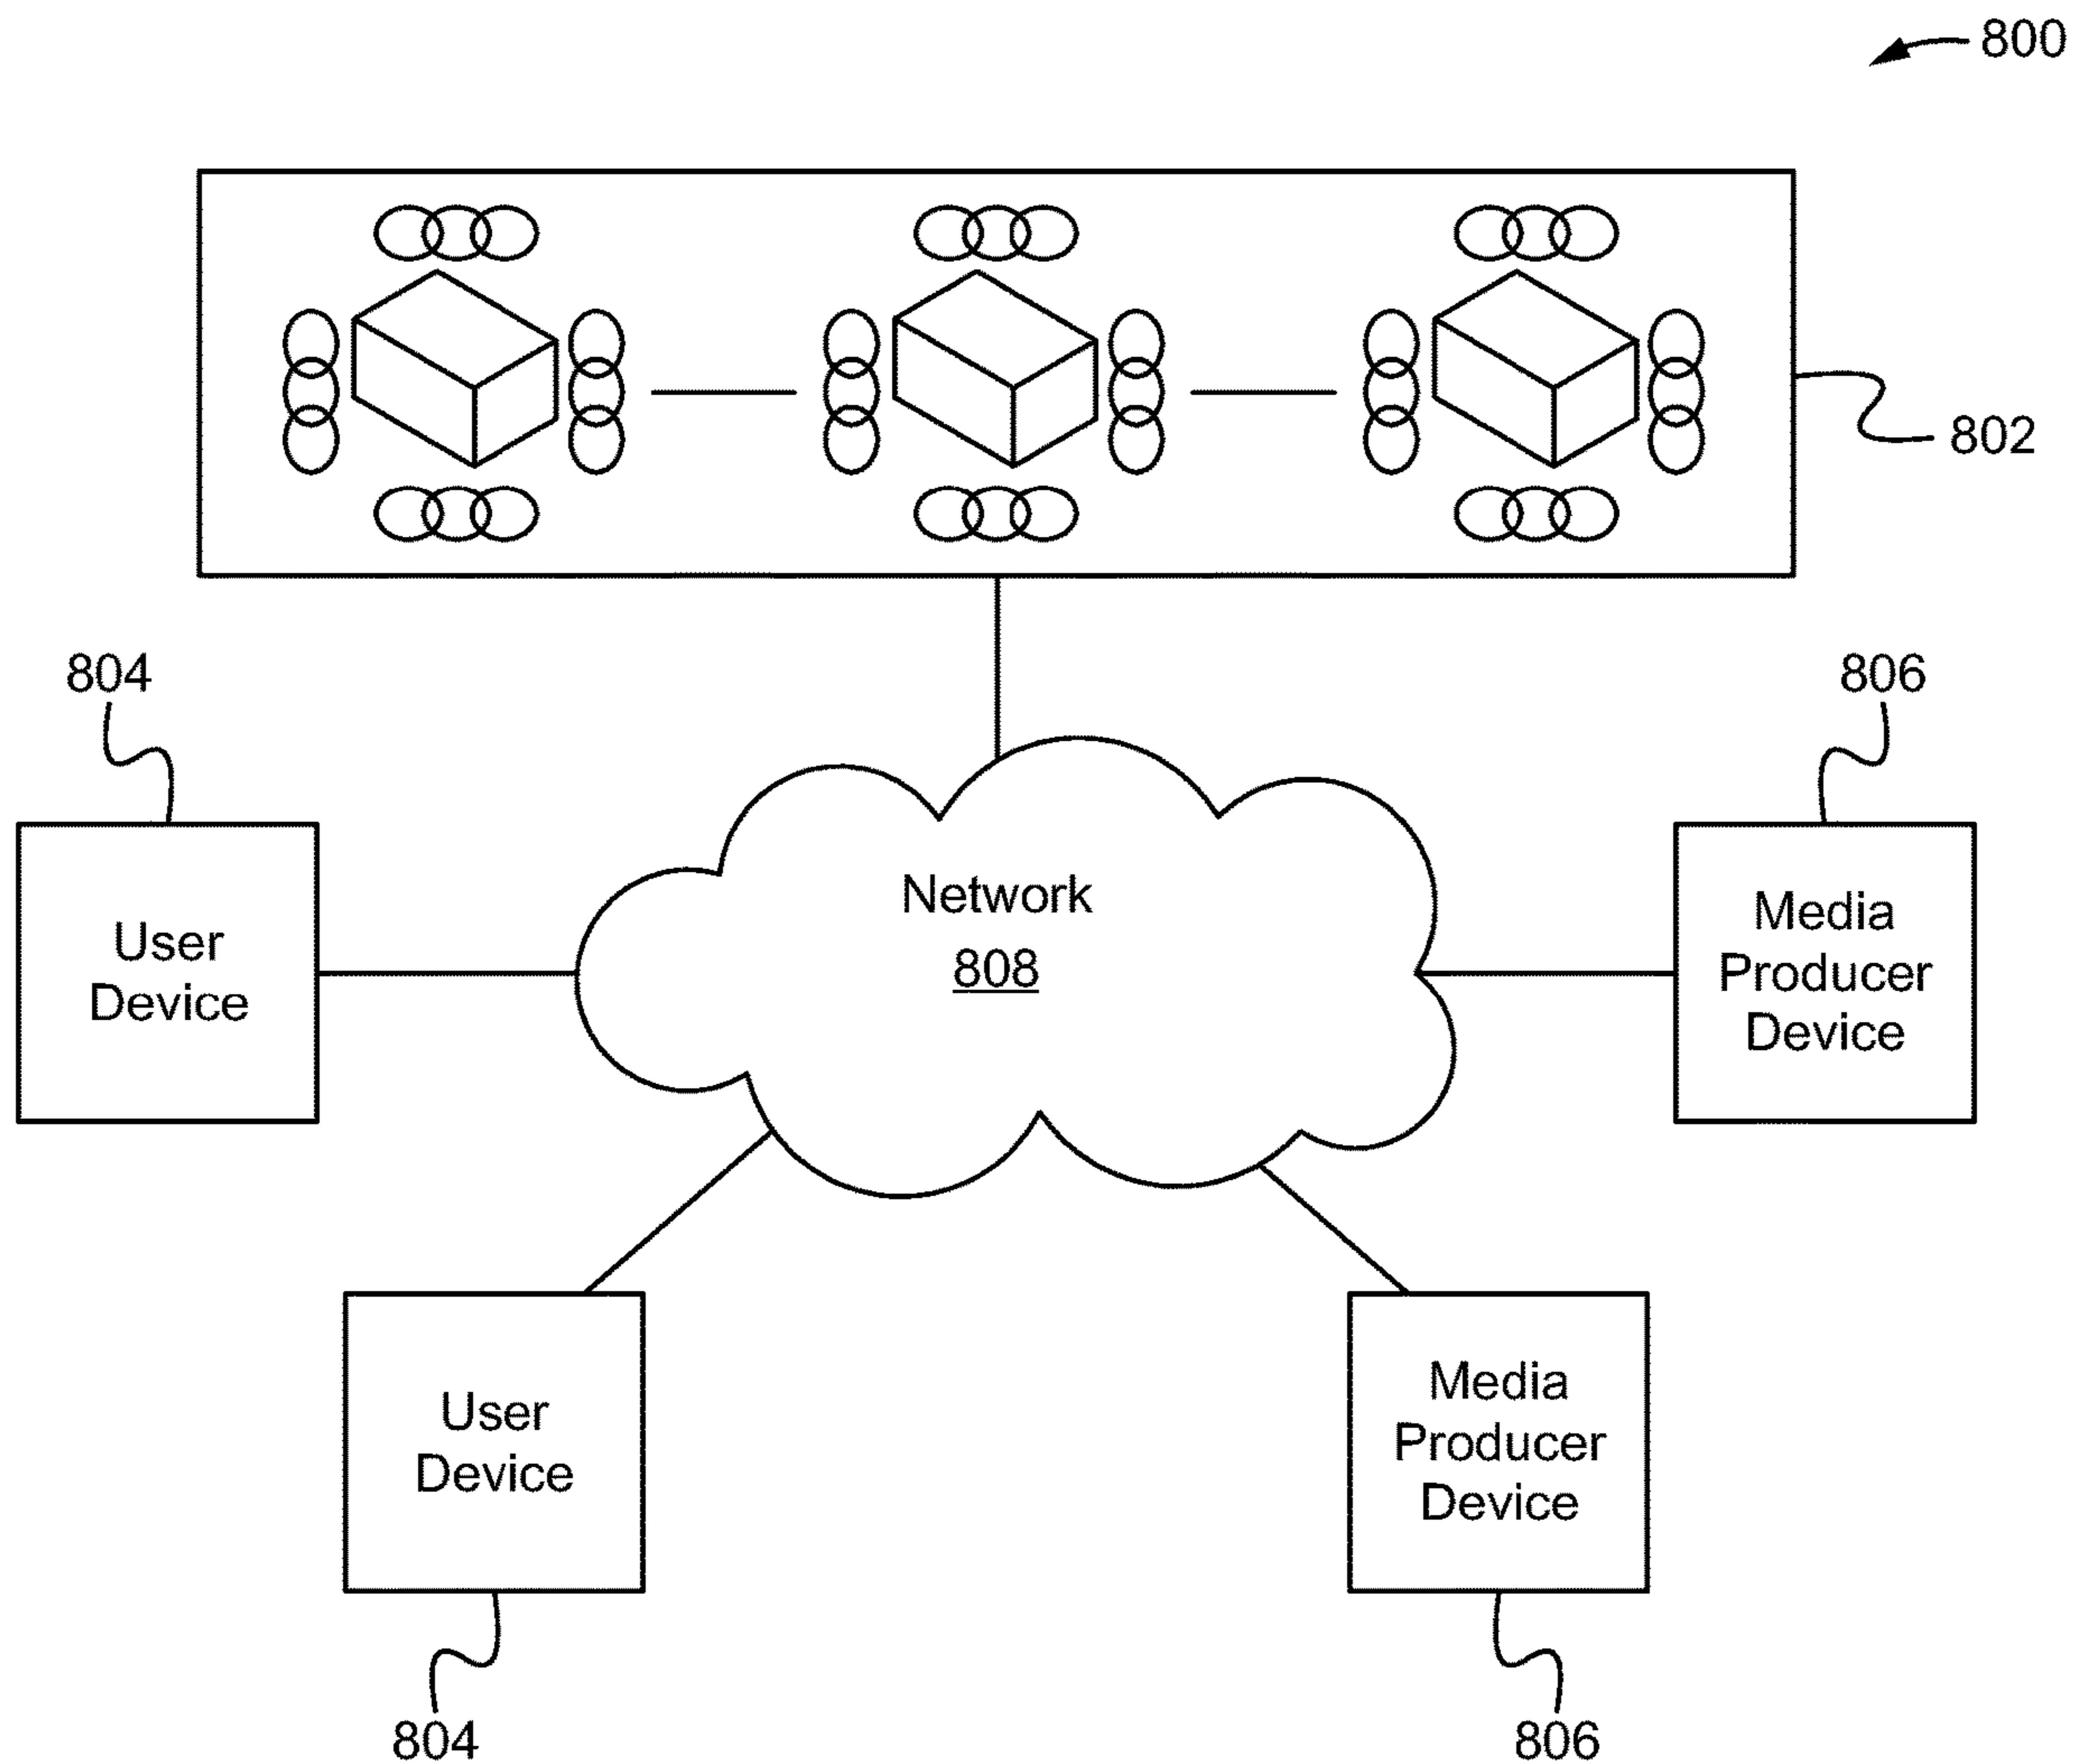 800
802
804
806
Network
808
User
Device
Media
Producer
Device
User
Device
Media
Producer
Device
804
806